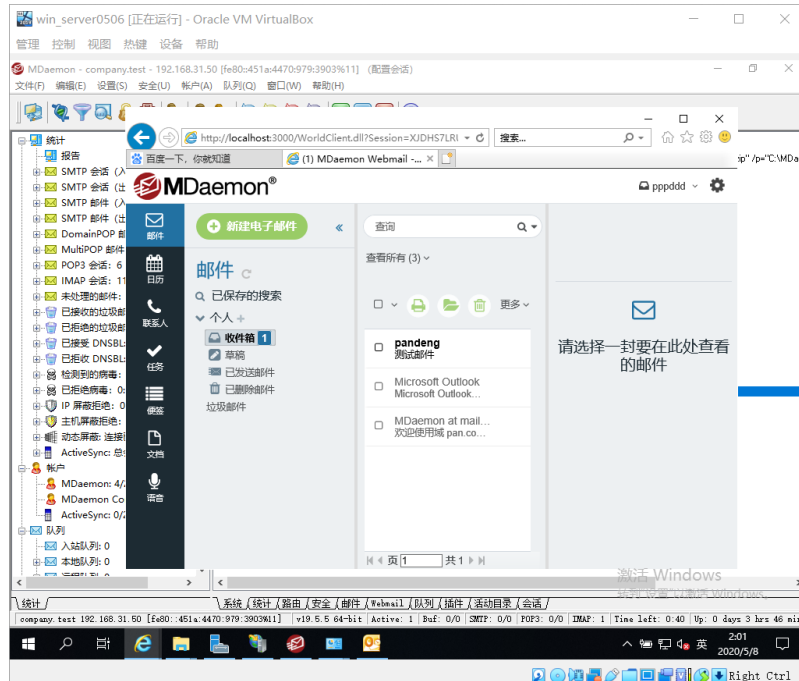 win_server0506 [正在运行] - Oracle VM VirtualBox
管理 控制 视图 热键 设备 帮助
MDaemon - company.test - 192.168.31.50 [fe80::451a:4470:979:3903%11] (配置会话)
文件(F) 编辑(E) 设置(S) 安全(U) 帐户(A) 队列(Q) 窗口(W) 帮助(H)
http://localhost:3000/WorldClient.dll?Session=XJDHS7LRU
搜索...
百度一下，你就知道
(1) MDaemon Webmail -...
MDaemon®
pppddd
统计
报告
SMTP 会话 (入
SMTP 会话 (出
SMTP 邮件 (入
SMTP 邮件 (出
DomainPOP 邮
MultiPOP 邮件
POP3 会话: 6
IMAP 会话: 11
未处理的邮件:
已接收的垃圾邮
已拒绝的垃圾邮
已接受 DNSBL:
已拒收 DNSBL:
检测到的病毒:
已拒绝病毒: 0:
IP 屏蔽拒绝: 0
主机屏蔽拒绝:
动态屏蔽: 连接
ActiveSync: 总
帐户
MDaemon: 4/
MDaemon Co
ActiveSync: 0/
队列
入站队列: 0
本地队列: 0
ip" /p="C:\MDa
邮件
日历
联系人
任务
便签
文档
语音
新建电子邮件
«
邮件
已保存的搜索
个人
收件箱 1
草稿
已发送邮件
已删除邮件
垃圾邮件
查询
查看所有 (3)
更多
pandeng
测试邮件
Microsoft Outlook
Microsoft Outlook...
MDaemon at mail...
欢迎使用域 pan.co...
页 1 共 1
请选择一封要在此处查看
的邮件
激活 Windows
转到"设置"以激活 Windows。
统计
系统 统计 路由 安全 邮件 Webmail 队列 插件 活动目录 会话
company.test 192.168.31.50 [fe80::451a:4470:979:3903%11] v19.5.5 64-bit Active: 1 Buf: 0/0 SMTP: 0/0 POP3: 0/0 IMAP: 1 Time left: 0:40 Up: 0 days 3 hrs 46 mi
英
2:01
2020/5/8
Right Ctrl